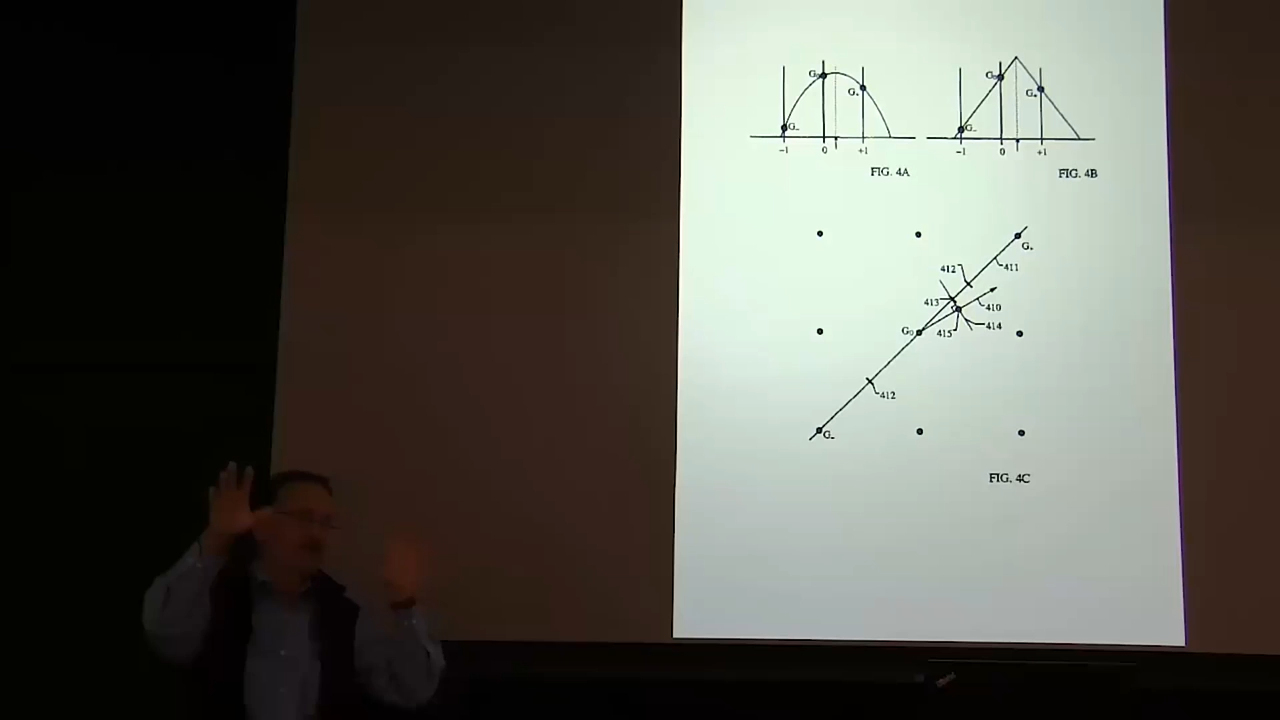 G₀ G₊ G₋
-1 0 +1
FIG. 4A
G₀ G₊ G₋
-1 0 +1
FIG. 4B
G₊
411
412
413
410
414
G₀ 415
412
G₋
FIG. 4C